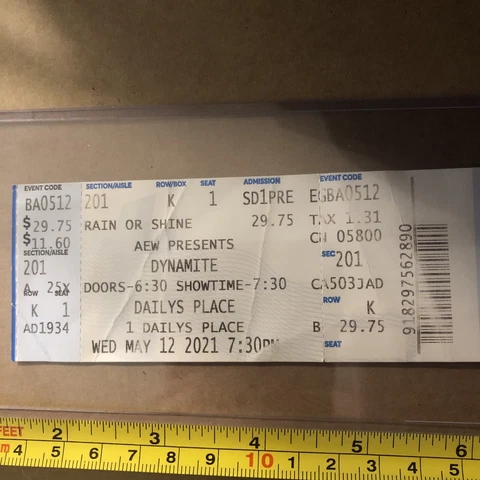 EVENT CODE SECTION/AISLE ROW/BOX SEAT ADMISSION EVENT CODE
BA0512 201 K 1 SD1PRE EGBA0512
$ 29.75 RAIN OR SHINE 29.75 TAX 1.31
$ 11.60 AEW PRESENTS CN 05800
SECTION/AISLE DYNAMITE SEC 201
201
A 25X DOORS-6:30 SHOWTIME-7:30 CA503JAD
ROW SEAT
K 1 DAILYS PLACE ROW K
AD1934 1 DAILYS PLACE B 29.75
WED MAY 12 2021 7:30PM SEAT
918297562890
FEET 2 3 4 5 6
4 5 6 7 8 9 10 1 2 3 4 5